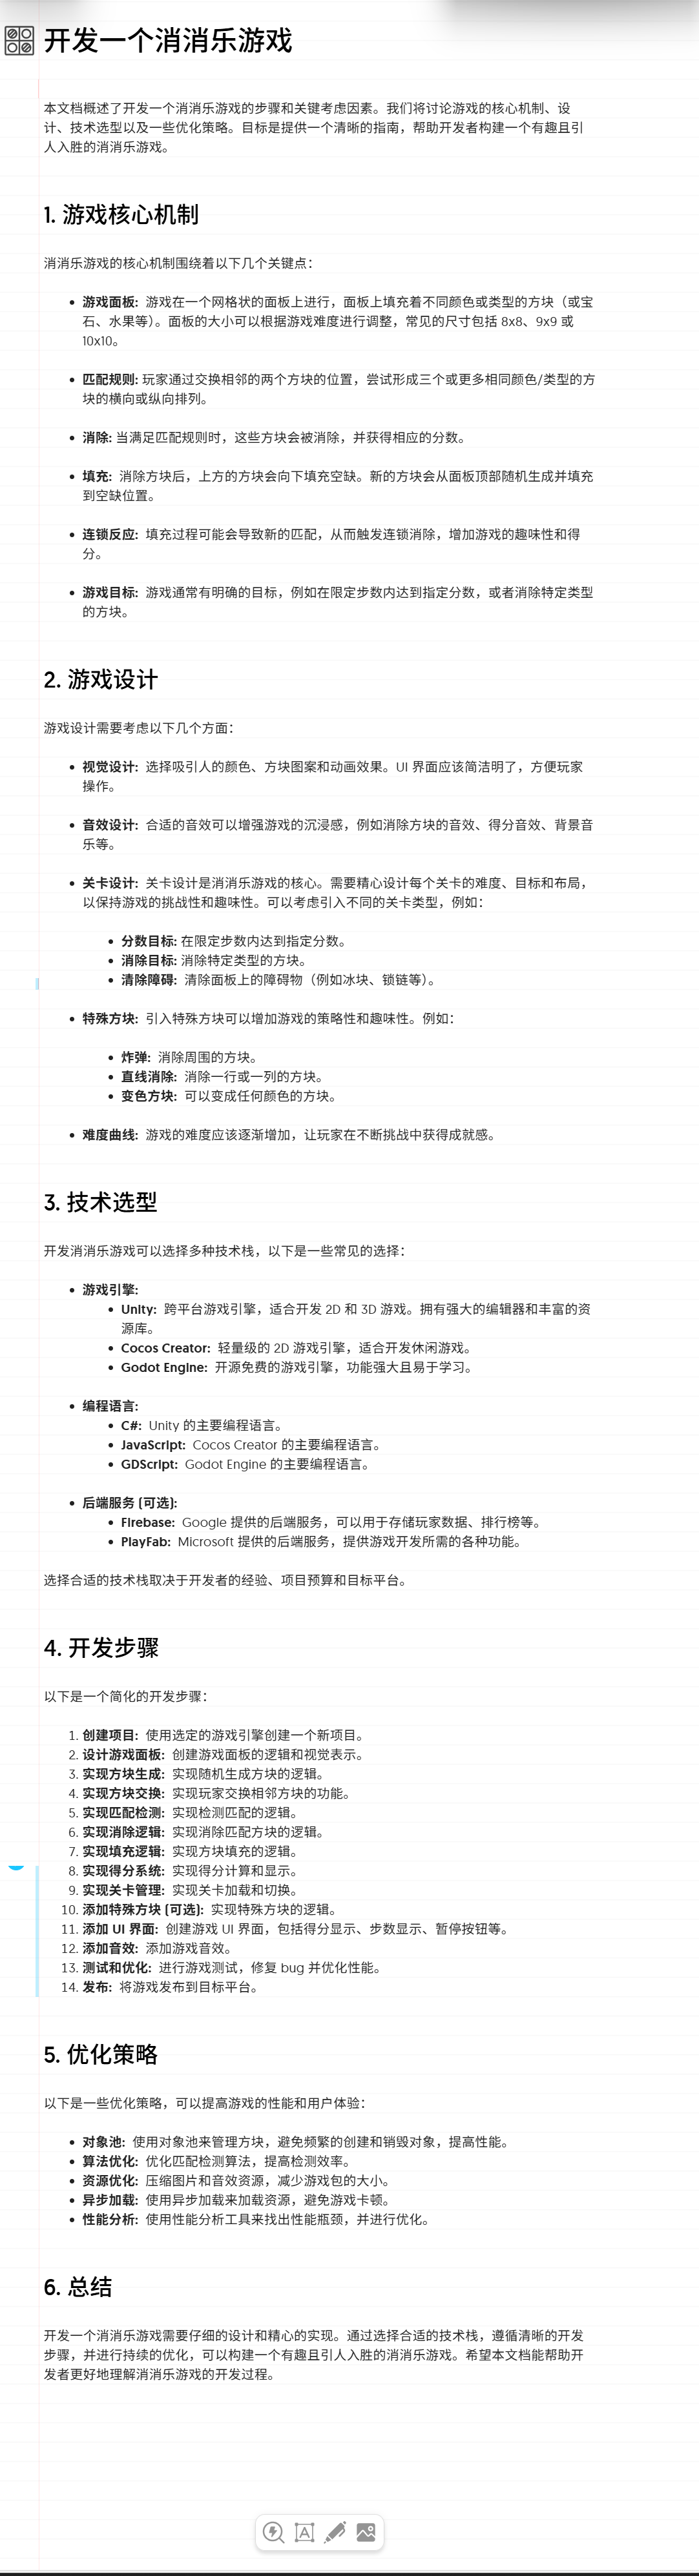 开发一个消消乐游戏
本文档概述了开发一个消消乐游戏的步骤和关键考虑因素。我们将讨论游戏的核心机制、设
计、技术选型以及一些优化策略。目标是提供一个清晰的指南，帮助开发者构建一个有趣且引
人入胜的消消乐游戏。
1. 游戏核心机制
消消乐游戏的核心机制围绕着以下几个关键点：
• 游戏面板: 游戏在一个网格状的面板上进行，面板上填充着不同颜色或类型的方块（或宝
石、水果等）。面板的大小可以根据游戏难度进行调整，常见的尺寸包括 8x8、9x9 或
10x10。
• 匹配规则: 玩家通过交换相邻的两个方块的位置，尝试形成三个或更多相同颜色/类型的方
块的横向或纵向排列。
• 消除: 当满足匹配规则时，这些方块会被消除，并获得相应的分数。
• 填充: 消除方块后，上方的方块会向下填充空缺。新的方块会从面板顶部随机生成并填充
到空缺位置。
• 连锁反应: 填充过程可能会导致新的匹配，从而触发连锁消除，增加游戏的趣味性和得
分。
• 游戏目标: 游戏通常有明确的目标，例如在限定步数内达到指定分数，或者消除特定类型
的方块。
2. 游戏设计
游戏设计需要考虑以下几个方面：
• 视觉设计: 选择吸引人的颜色、方块图案和动画效果。UI 界面应该简洁明了，方便玩家
操作。
• 音效设计: 合适的音效可以增强游戏的沉浸感，例如消除方块的音效、得分音效、背景音
乐等。
• 关卡设计: 关卡设计是消消乐游戏的核心。需要精心设计每个关卡的难度、目标和布局，
以保持游戏的挑战性和趣味性。可以考虑引入不同的关卡类型，例如：
• 分数目标: 在限定步数内达到指定分数。
• 消除目标: 消除特定类型的方块。
• 清除障碍: 清除面板上的障碍物（例如冰块、锁链等）。
• 特殊方块: 引入特殊方块可以增加游戏的策略性和趣味性。例如：
• 炸弹: 消除周围的方块。
• 直线消除: 消除一行或一列的方块。
• 变色方块: 可以变成任何颜色的方块。
• 难度曲线: 游戏的难度应该逐渐增加，让玩家在不断挑战中获得成就感。
3. 技术选型
开发消消乐游戏可以选择多种技术栈，以下是一些常见的选择：
• 游戏引擎:
• Unity: 跨平台游戏引擎，适合开发 2D 和 3D 游戏。拥有强大的编辑器和丰富的资
源库。
• Cocos Creator: 轻量级的 2D 游戏引擎，适合开发休闲游戏。
• Godot Engine: 开源免费的游戏引擎，功能强大且易于学习。
• 编程语言:
• C#: Unity 的主要编程语言。
• JavaScript: Cocos Creator 的主要编程语言。
• GDScript: Godot Engine 的主要编程语言。
• 后端服务 (可选):
• Firebase: Google 提供的后端服务，可以用于存储玩家数据、排行榜等。
• PlayFab: Microsoft 提供的后端服务，提供游戏开发所需的各种功能。
选择合适的技术栈取决于开发者的经验、项目预算和目标平台。
4. 开发步骤
以下是一个简化的开发步骤：
1. 创建项目: 使用选定的游戏引擎创建一个新项目。
2. 设计游戏面板: 创建游戏面板的逻辑和视觉表示。
3. 实现方块生成: 实现随机生成方块的逻辑。
4. 实现方块交换: 实现玩家交换相邻方块的功能。
5. 实现匹配检测: 实现检测匹配的逻辑。
6. 实现消除逻辑: 实现消除匹配方块的逻辑。
7. 实现填充逻辑: 实现方块填充的逻辑。
8. 实现得分系统: 实现得分计算和显示。
9. 实现关卡管理: 实现关卡加载和切换。
10. 添加特殊方块 (可选): 实现特殊方块的逻辑。
11. 添加 UI 界面: 创建游戏 UI 界面，包括得分显示、步数显示、暂停按钮等。
12. 添加音效: 添加游戏音效。
13. 测试和优化: 进行游戏测试，修复 bug 并优化性能。
14. 发布: 将游戏发布到目标平台。
5. 优化策略
以下是一些优化策略，可以提高游戏的性能和用户体验：
• 对象池: 使用对象池来管理方块，避免频繁的创建和销毁对象，提高性能。
• 算法优化: 优化匹配检测算法，提高检测效率。
• 资源优化: 压缩图片和音效资源，减少游戏包的大小。
• 异步加载: 使用异步加载来加载资源，避免游戏卡顿。
• 性能分析: 使用性能分析工具来找出性能瓶颈，并进行优化。
6. 总结
开发一个消消乐游戏需要仔细的设计和精心的实现。通过选择合适的技术栈，遵循清晰的开发
步骤，并进行持续的优化，可以构建一个有趣且引人入胜的消消乐游戏。希望本文档能帮助开
发者更好地理解消消乐游戏的开发过程。
A